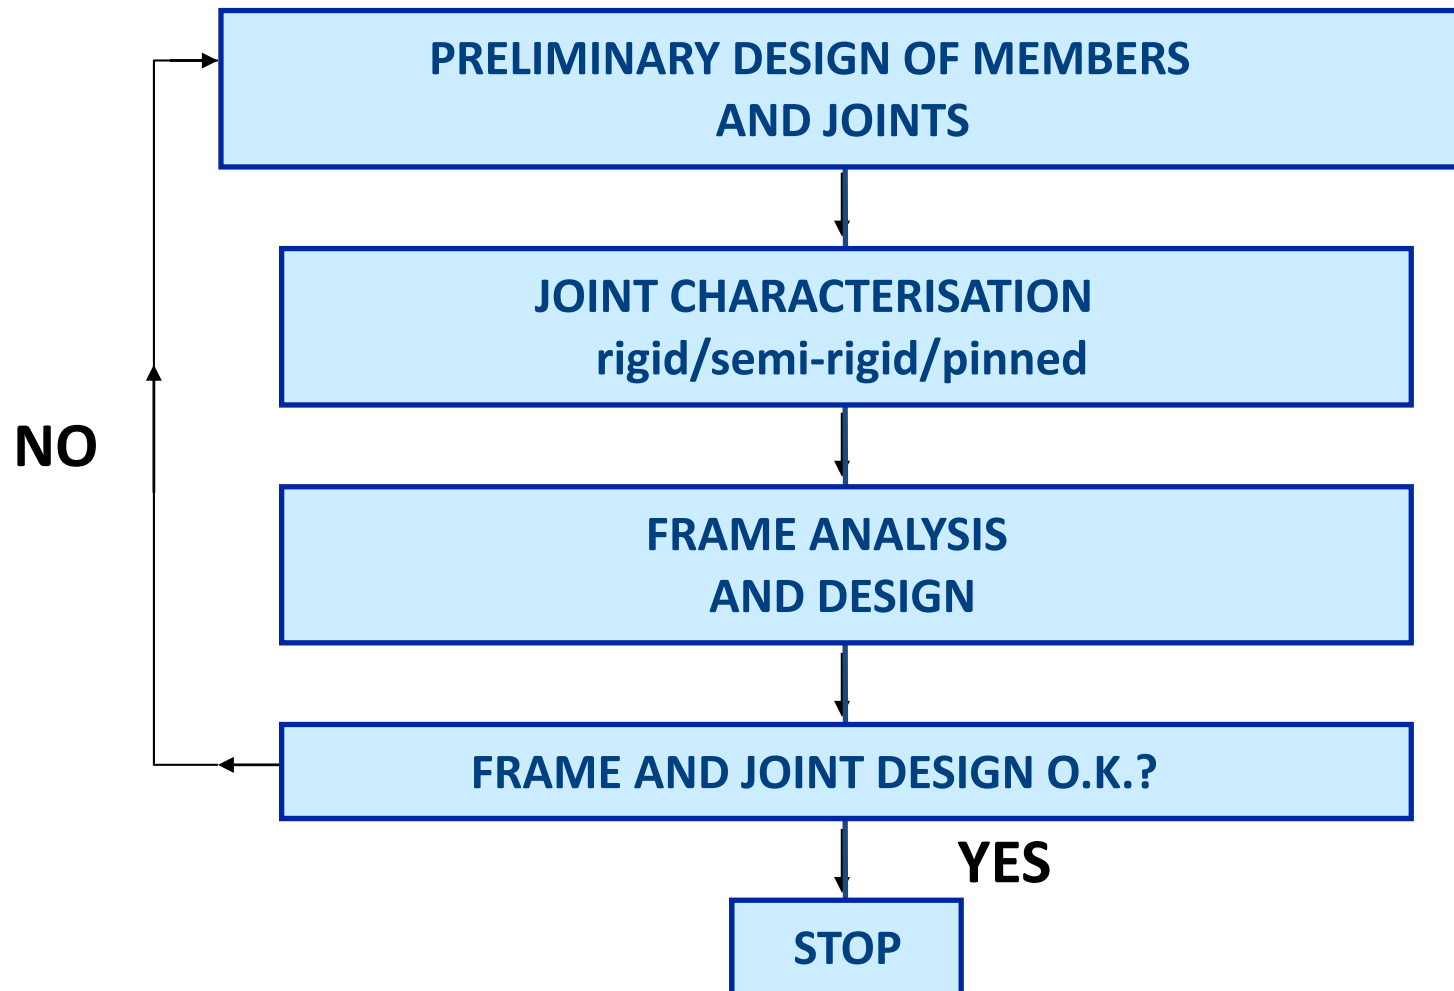 PRELIMINARY DESIGN OF MEMBERS
AND JOINTS
JOINT CHARACTERISATION
rigid/semi-rigid/pinned
NO
FRAME ANALYSIS
AND DESIGN
FRAME AND JOINT DESIGN O.K.?
YES
STOP